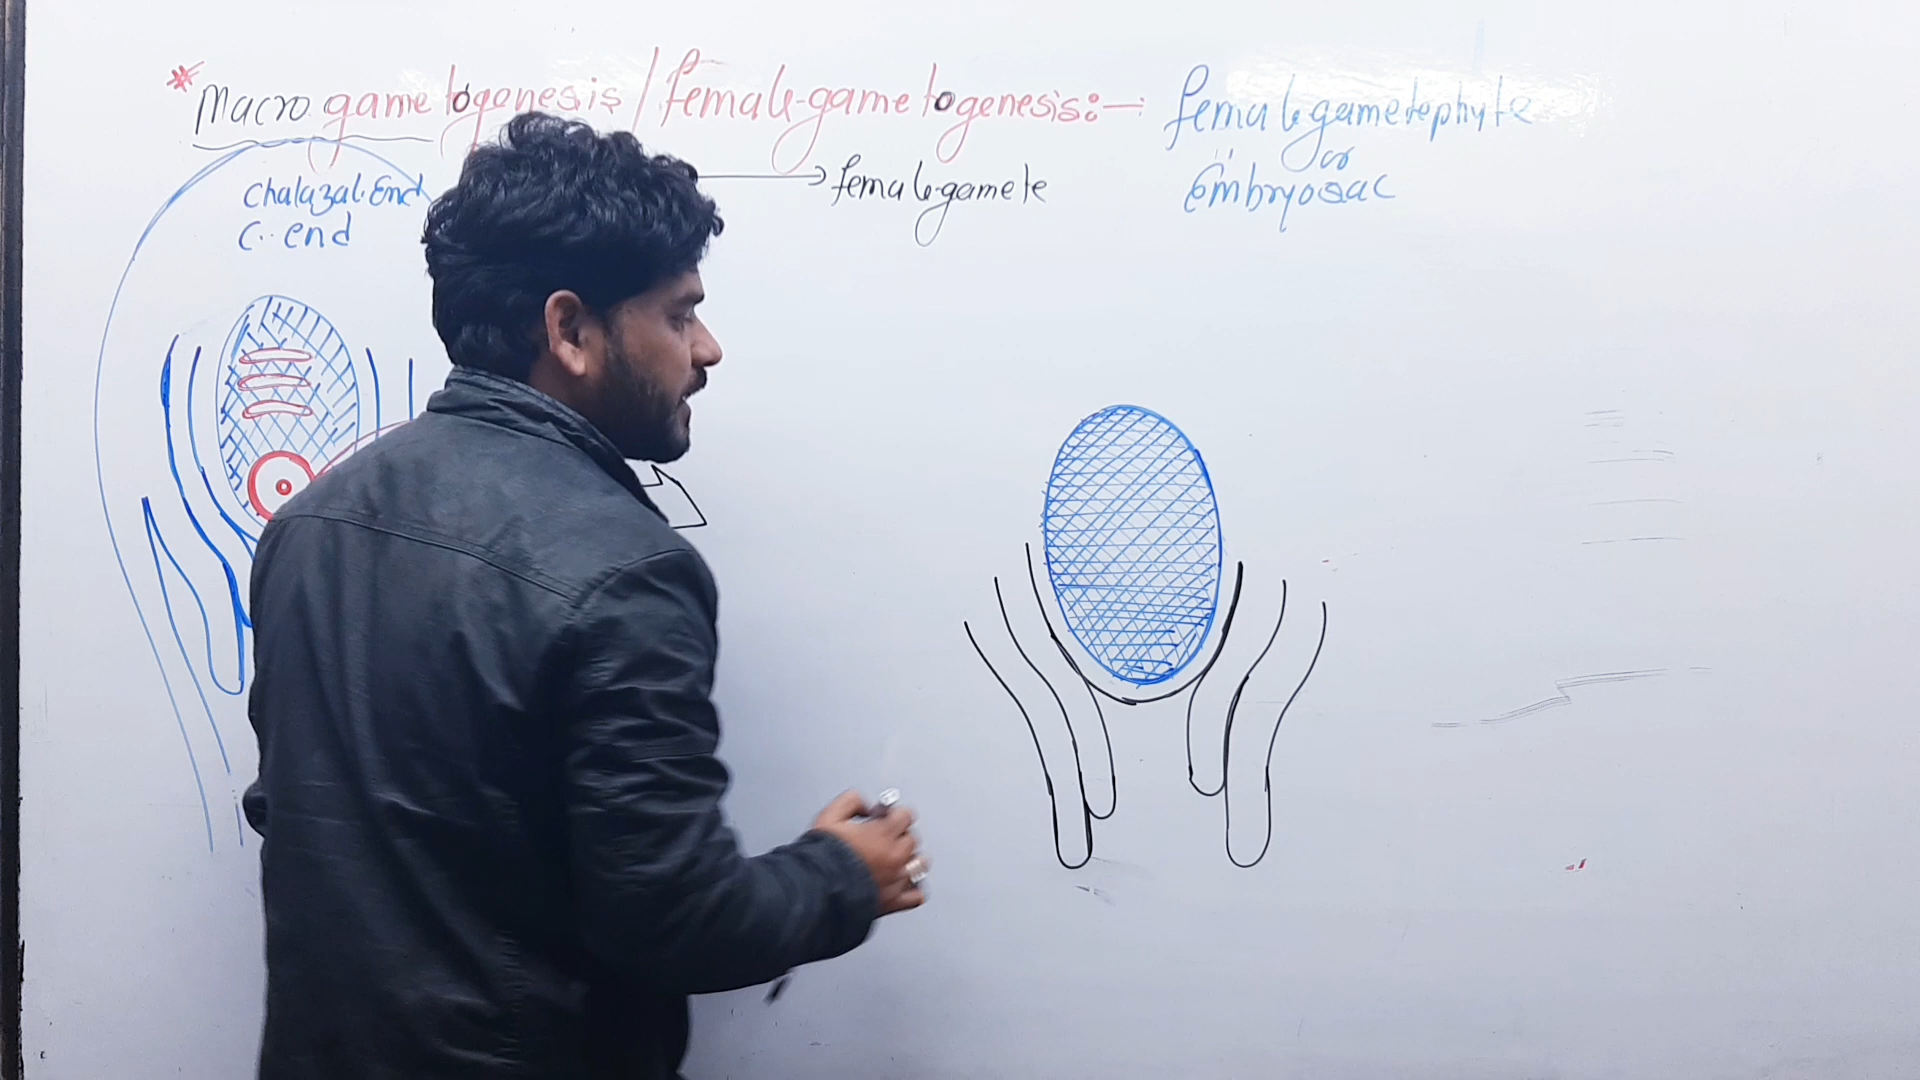 * Macro gametogenesis / female-gametogenesis:— female gametophyte
or
Chalazal. End
→ female-gamete
Embryosac
C.. end